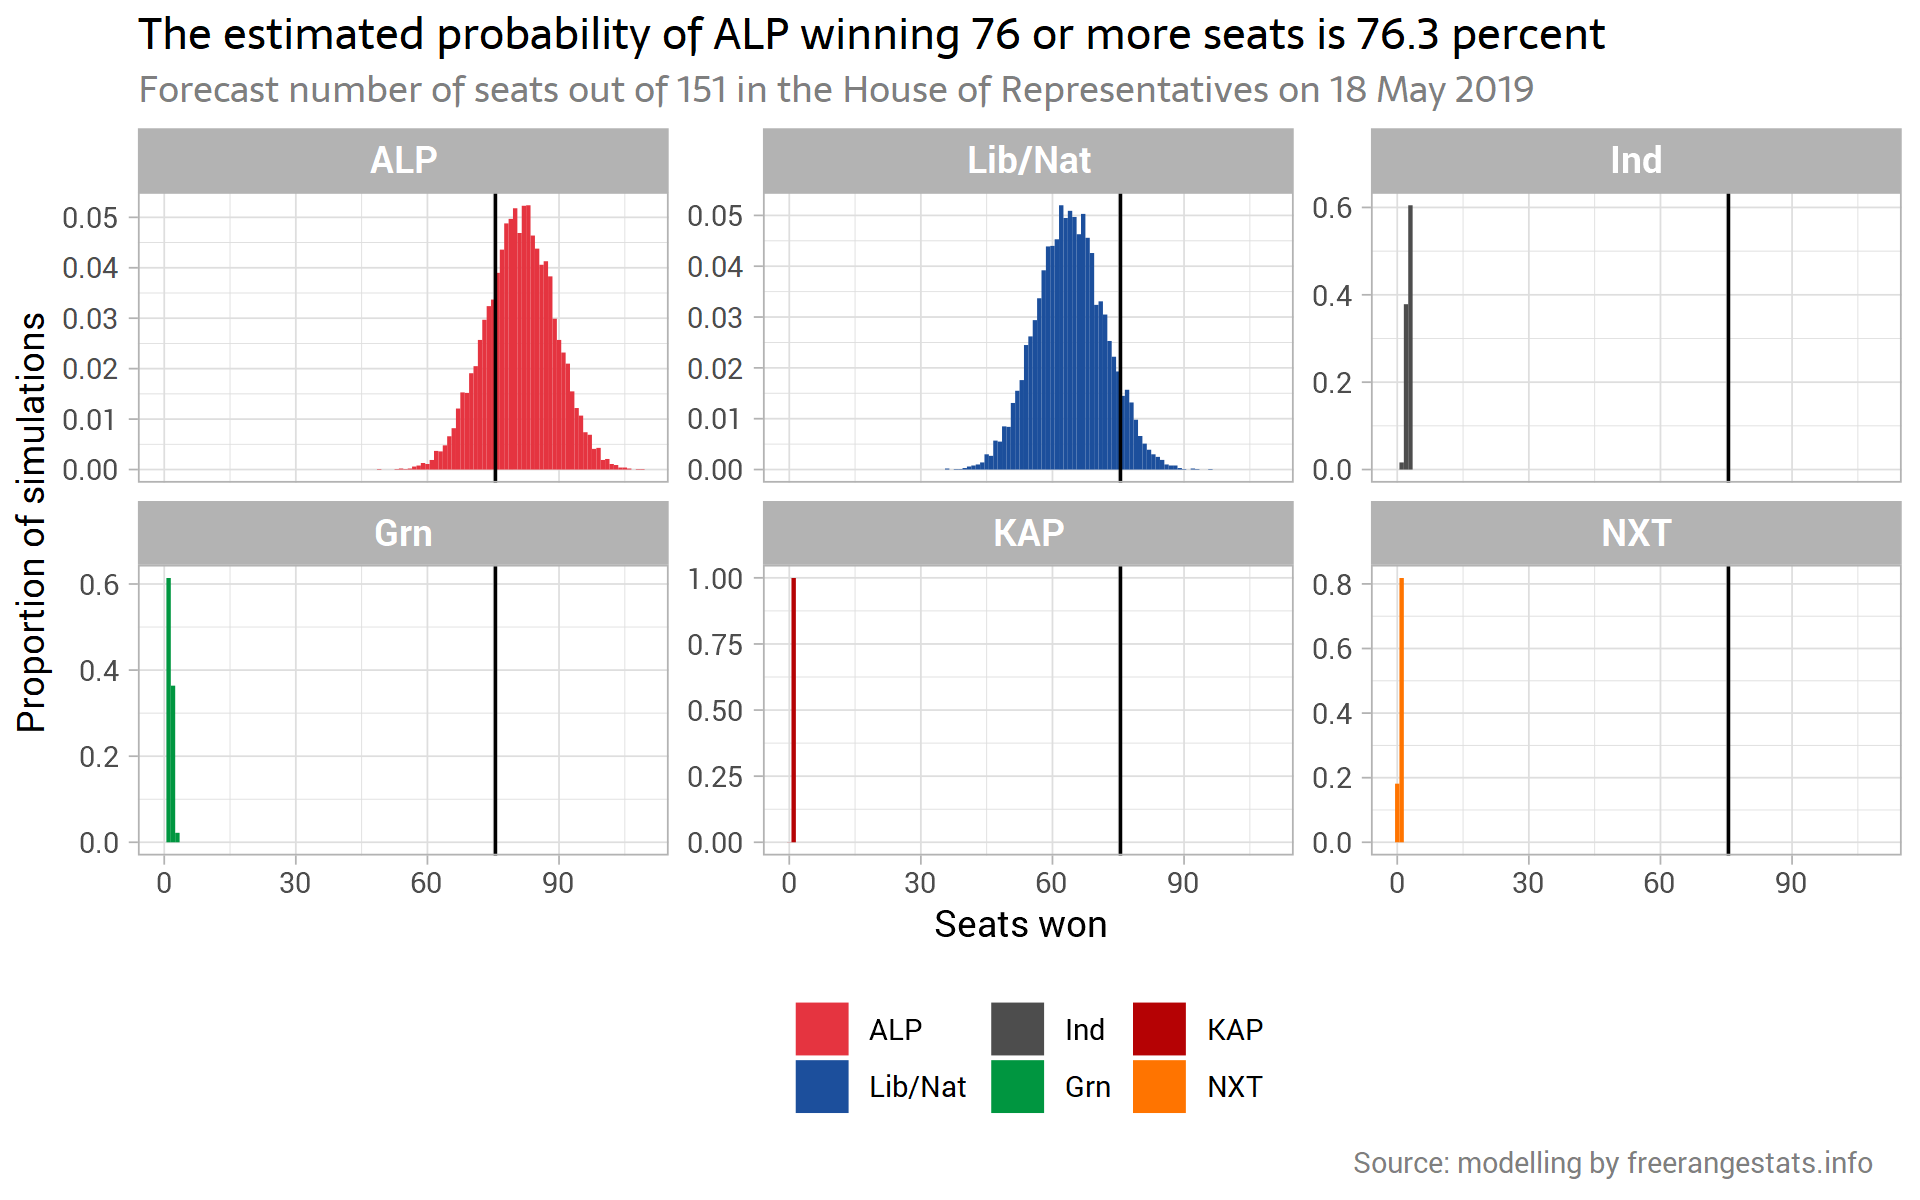 The estimated probability of ALP winning 76 or more seats is 76.3 percent
Forecast number of seats out of 151 in the House of Representatives on 18 May 2019
Proportion of simulations
ALP
0.05
0.04
0.03
0.02
0.01
0.00
Lib/Nat
0.05
0.04
0.03
0.02
0.01
0.00
Ind
0.6
0.4
0.2
0.0
Grn
0.6
0.4
0.2
0.0
0 30 60 90
KAP
1.00
0.75
0.50
0.25
0.00
0 30 60 90
NXT
0.8
0.6
0.4
0.2
0.0
0 30 60 90
Seats won
ALP Ind KAP
Lib/Nat Grn NXT
Source: modelling by freerangestats.info